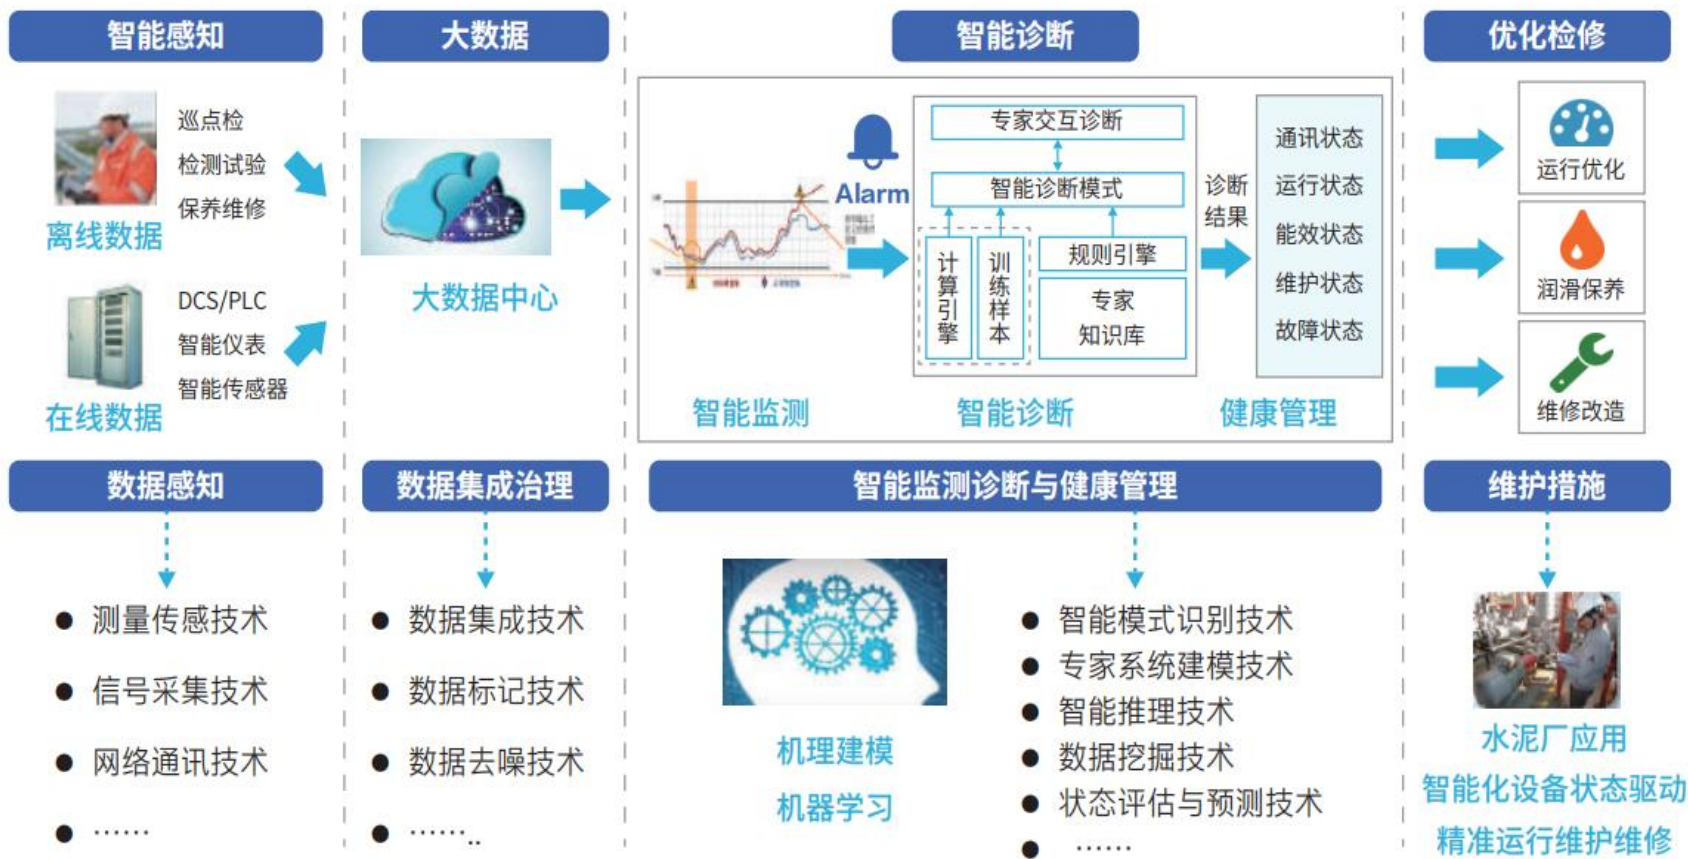 智能感知
大数据
智能诊断
优化检修
巡点检
检测试验
保养维修
离线数据
DCS/PLC
智能仪表
智能传感器
在线数据
大数据中心
Alarm
智能监测
专家交互诊断
智能诊断模式
计算引擎
训练样本
规则引擎
专家
知识库
智能诊断
诊断
结果
通讯状态
运行状态
能效状态
维护状态
故障状态
健康管理
运行优化
润滑保养
维修改造
数据感知
数据集成治理
智能监测诊断与健康管理
维护措施
● 测量传感技术
● 信号采集技术
● 网络通讯技术
● ……
● 数据集成技术
● 数据标记技术
● 数据去噪技术
● ……..
机理建模
机器学习
● 智能模式识别技术
● 专家系统建模技术
● 智能推理技术
● 数据挖掘技术
● 状态评估与预测技术
● ……
水泥厂应用
智能化设备状态驱动
精准运行维护维修